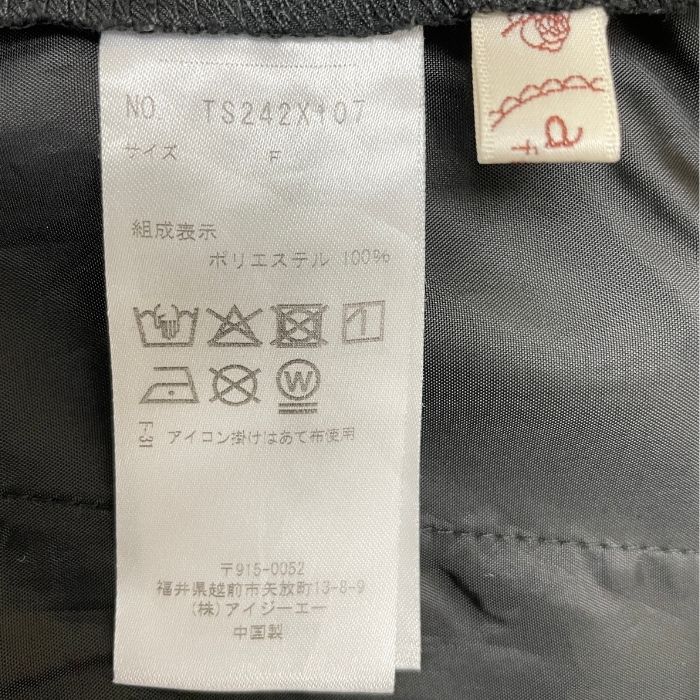 NO. TS242X107
サイズ F
組成表示
ポリエステル 100%
W
F-31 アイロン掛けはあて布使用
〒915-0052
福井県越前市矢放町13-8-9
(株)アイジーエー
中国製
a
F